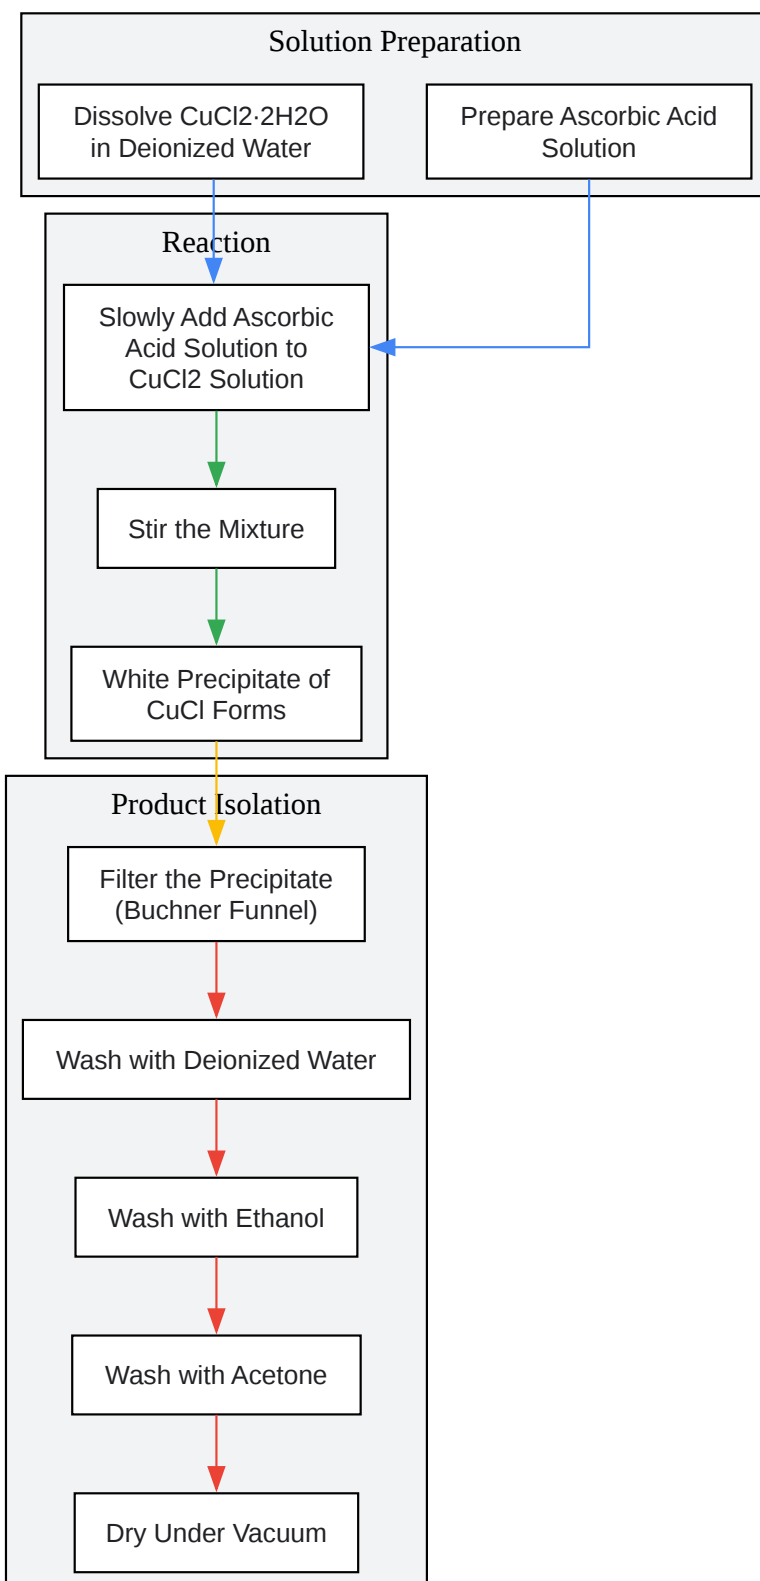 Solution Preparation
Dissolve CuCl2·2H2O
in Deionized Water
Prepare Ascorbic Acid
Solution
Reaction
Slowly Add Ascorbic
Acid Solution to
CuCl2 Solution
Stir the Mixture
White Precipitate of
CuCl Forms
Product Isolation
Filter the Precipitate
(Buchner Funnel)
Wash with Deionized Water
Wash with Ethanol
Wash with Acetone
Dry Under Vacuum